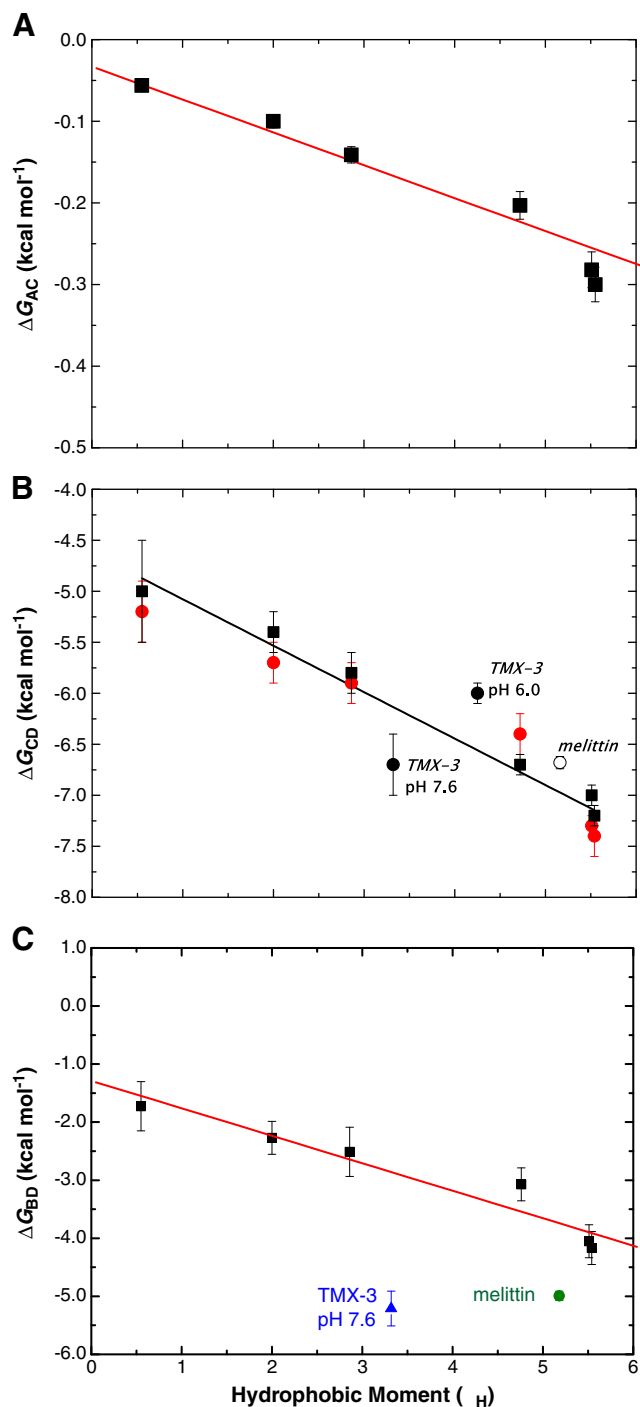 A
0.0
-0.1
-0.2
-0.3
-0.4
-0.5
ΔG_AC (kcal mol⁻¹)
B
-4.0
-4.5
-5.0
-5.5
-6.0
-6.5
-7.0
-7.5
-8.0
ΔG_CD (kcal mol⁻¹)
TMX-3
pH 6.0
melittin
TMX-3
pH 7.6
C
1.0
0.0
-1.0
-2.0
-3.0
-4.0
-5.0
-6.0
ΔG_BD (kcal mol⁻¹)
TMX-3
pH 7.6
melittin
0 1 2 3 4 5 6
Hydrophobic Moment ( _H)